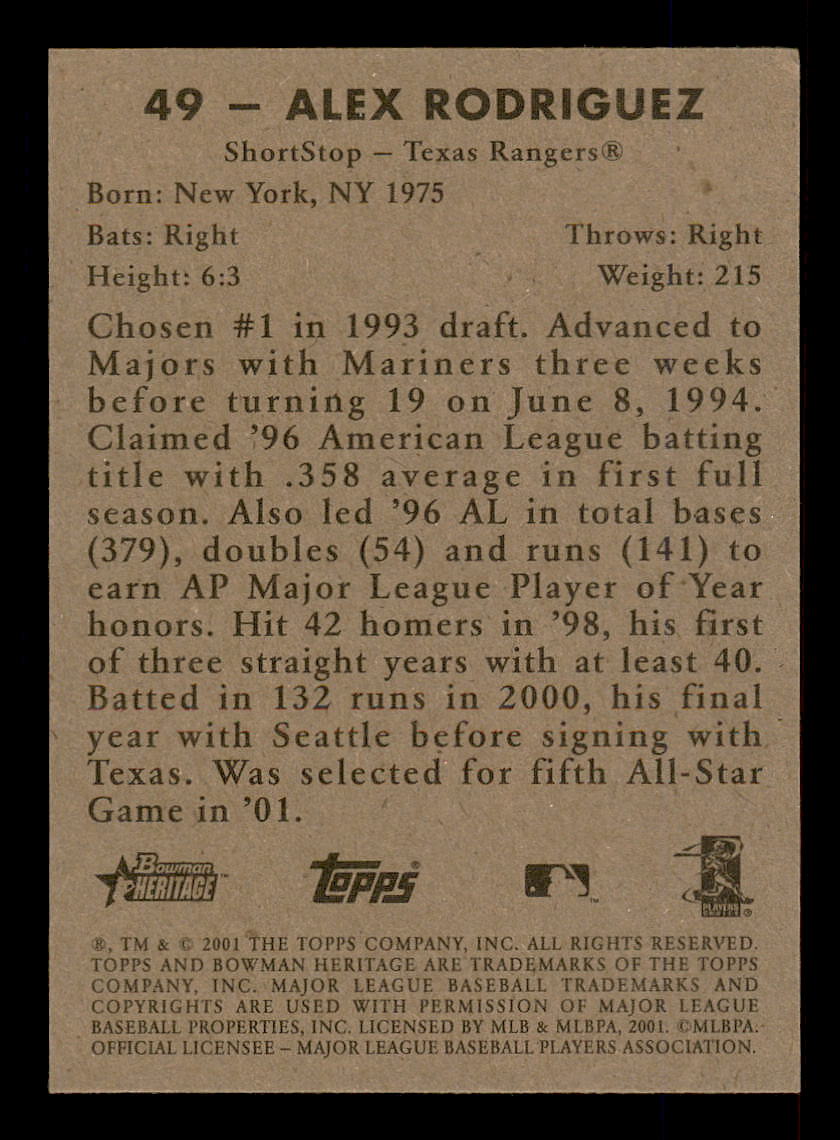 49 – ALEX RODRIGUEZ
ShortStop – Texas Rangers®
Born: New York, NY 1975
Bats: Right Throws: Right
Height: 6:3 Weight: 215
Chosen #1 in 1993 draft. Advanced to
Majors with Mariners three weeks
before turning 19 on June 8, 1994.
Claimed ’96 American League batting
title with .358 average in first full
season. Also led ’96 AL in total bases
(379), doubles (54) and runs (141) to
earn AP Major League Player of Year
honors. Hit 42 homers in ’98, his first
of three straight years with at least 40.
Batted in 132 runs in 2000, his final
year with Seattle before signing with
Texas. Was selected for fifth All-Star
Game in ’01.
Bowman HERITAGE™ Topps® ™ PLAYERS CHOICE ®
®, TM & © 2001 THE TOPPS COMPANY, INC. ALL RIGHTS RESERVED.
TOPPS AND BOWMAN HERITAGE ARE TRADEMARKS OF THE TOPPS
COMPANY, INC. MAJOR LEAGUE BASEBALL TRADEMARKS AND
COPYRIGHTS ARE USED WITH PERMISSION OF MAJOR LEAGUE
BASEBALL PROPERTIES, INC. LICENSED BY MLB & MLBPA, 2001. ©MLBPA.
OFFICIAL LICENSEE – MAJOR LEAGUE BASEBALL PLAYERS ASSOCIATION.